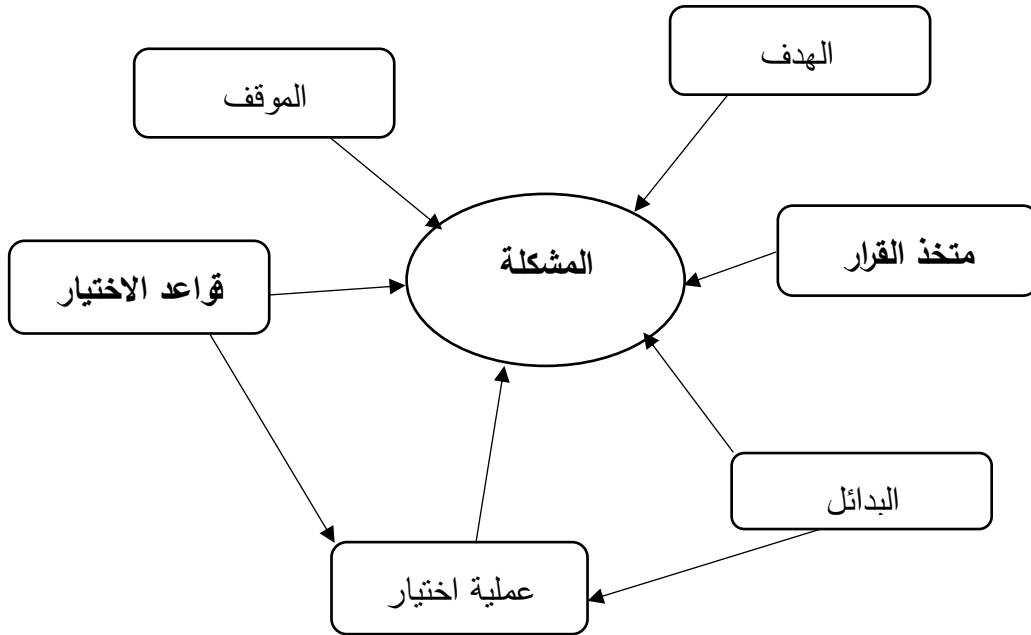 الهدف
الموقف
متخذ القرار
المشكلة
قواعد الاختيار
البدائل
عملية اختيار